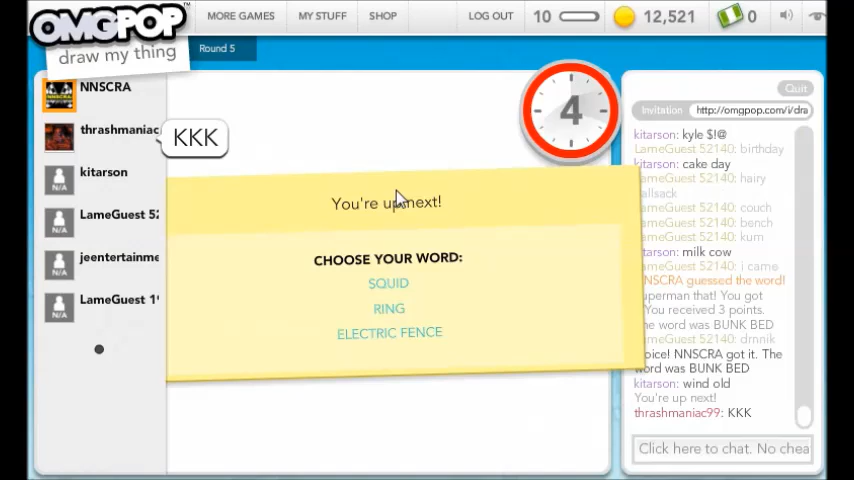 OMGPOP™
MORE GAMES
MY STUFF
SHOP
LOG OUT
10
12,521
0
draw my thing
Round 5
NNSCRA
thrashmaniac
KKK
kitarson
LameGuest 52
jeentertainme
LameGuest 1
N/A
N/A
N/A
N/A
4
You're up next!
CHOOSE YOUR WORD:
SQUID
RING
ELECTRIC FENCE
Quit
Invitation
http://omgpop.com/i/dra
kitarson: kyle $!@
LameGuest 52140: birthday
kitarson: cake day
LameGuest 52140: hairy
allsack
LameGuest 52140: couch
LameGuest 52140: bench
LameGuest 52140: kum
kitarson: milk cow
LameGuest 52140: i came
NNSCRA guessed the word!
uperman that! You got
You received 3 points.
he word was BUNK BED
LameGuest 52140: drnnik
oice! NNSCRA got it. The
word was BUNK BED
kitarson: wind old
You're up next!
thrashmaniac99: KKK
Click here to chat. No chea